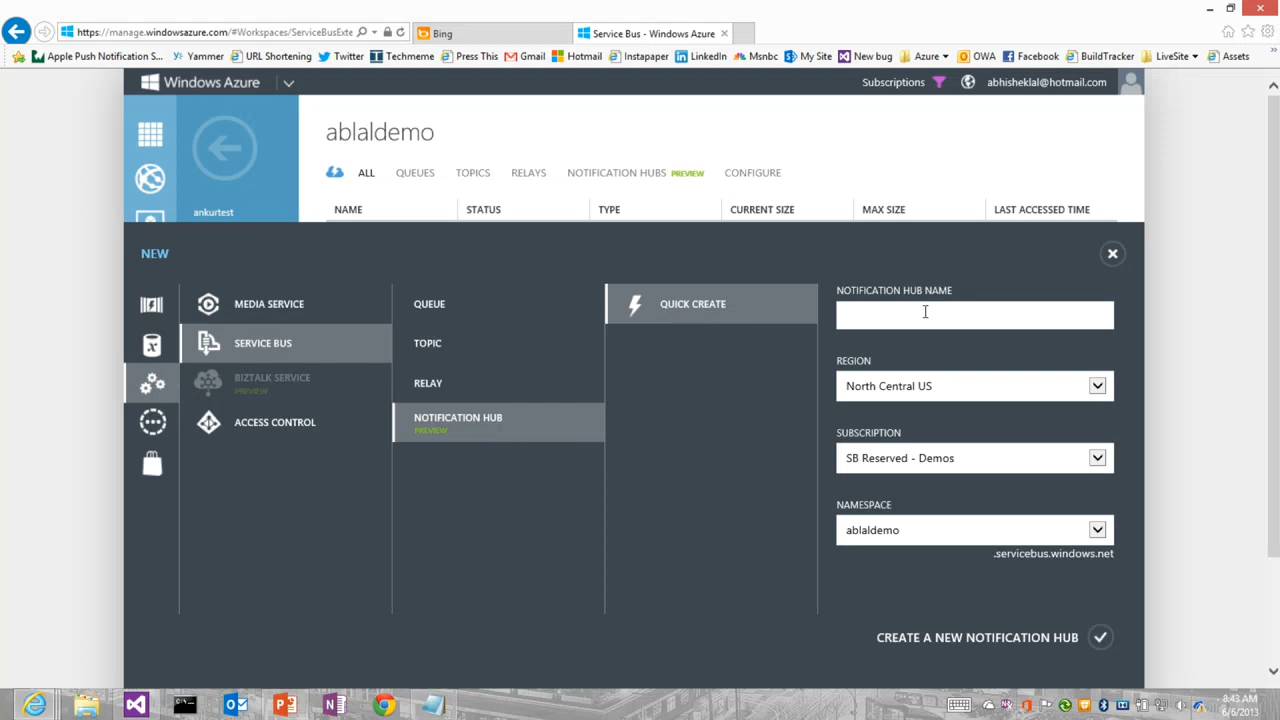 https://manage.windowsazure.com/#Workspaces/ServiceBusExte
Bing
Service Bus - Windows Azure
Apple Push Notification S...
Yammer
URL Shortening
Twitter
Techmeme
Press This
Gmail
Hotmail
Instapaper
LinkedIn
Msnbc
My Site
New bug
Azure
OWA
Facebook
BuildTracker
LiveSite
Assets
Windows Azure
Subscriptions
abhisheklal@hotmail.com
ablaldemo
ALL
QUEUES
TOPICS
RELAYS
NOTIFICATION HUBS PREVIEW
CONFIGURE
ankurtest
NAME
STATUS
TYPE
CURRENT SIZE
MAX SIZE
LAST ACCESSED TIME
NEW
MEDIA SERVICE
SERVICE BUS
BIZTALK SERVICE
PREVIEW
ACCESS CONTROL
QUEUE
TOPIC
RELAY
NOTIFICATION HUB
PREVIEW
QUICK CREATE
NOTIFICATION HUB NAME
REGION
North Central US
SUBSCRIPTION
SB Reserved - Demos
NAMESPACE
ablaldemo
.servicebus.windows.net
CREATE A NEW NOTIFICATION HUB
8:43 AM
6/6/2013